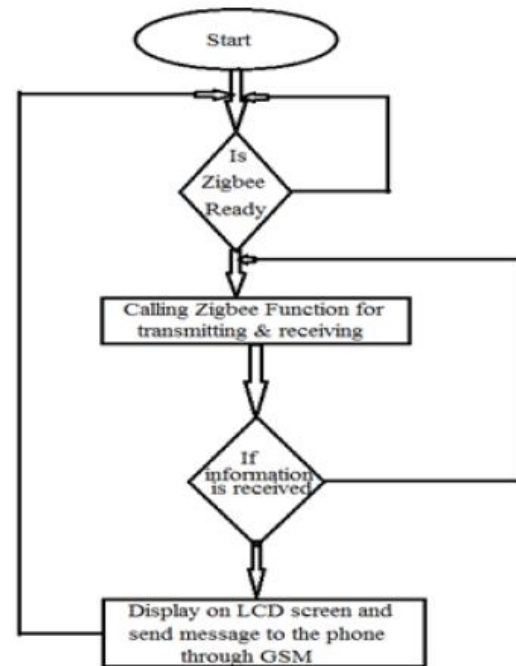 Start
Is
Zigbee
Ready
Calling Zigbee Function for
transmitting & receiving
If
information
is received
Display on LCD screen and
send message to the phone
through GSM